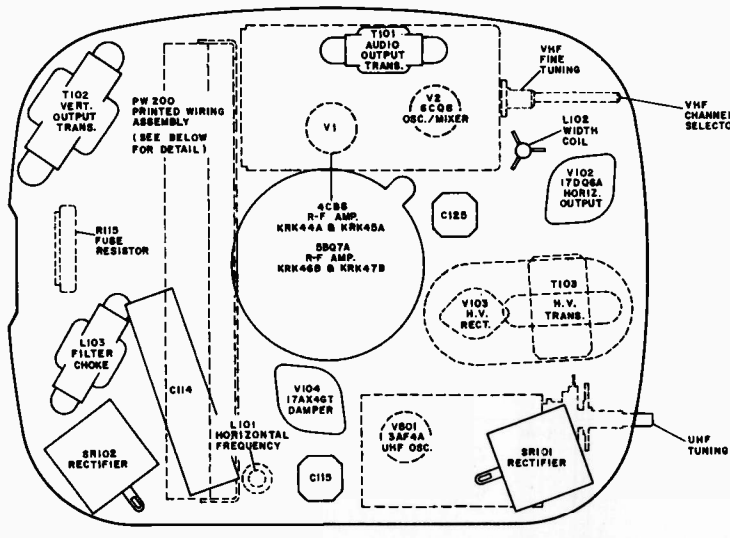 T101
AUDIO
OUTPUT
TRANS.
VHF
FINE
TUNING
T102
VERT.
OUTPUT
TRANS.
PW 200
PRINTED WIRING
ASSEMBLY
(SEE BELOW
FOR DETAIL)
V1
V2
6CQ8
OSC./MIXER
VHF
CHANNEL
SELECTO
L102
WIDTH
COIL
V102
17DQ6A
HORIZ.
OUTPUT
4CB6
R-F AMP.
KRK44A & KRK45A
5BQ7A
R-F AMP.
KRK46B & KRK47B
C125
R115
FUSE
RESISTOR
T103
H.V.
TRANS.
V103
H.V.
RECT.
L103
FILTER
CHOKE
C114
V104
17AX4GT
DAMPER
L101
HORIZONTAL
FREQUENCY
V801
3AF4A
UHF OSC.
SR101
RECTIFIER
UHF
TUNING
SR102
RECTIFIER
C115